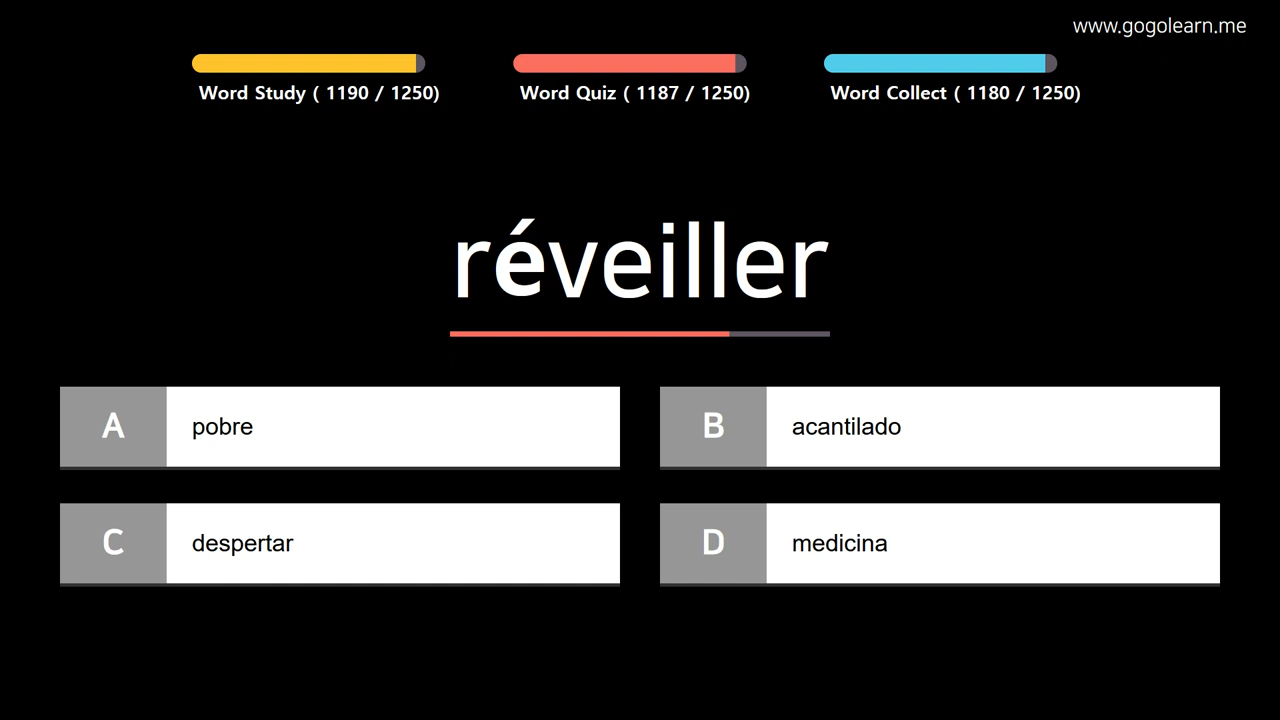 www.gogolearn.me
Word Study ( 1190 / 1250)
Word Quiz ( 1187 / 1250)
Word Collect ( 1180 / 1250)
réveiller
A pobre
B acantilado
C despertar
D medicina